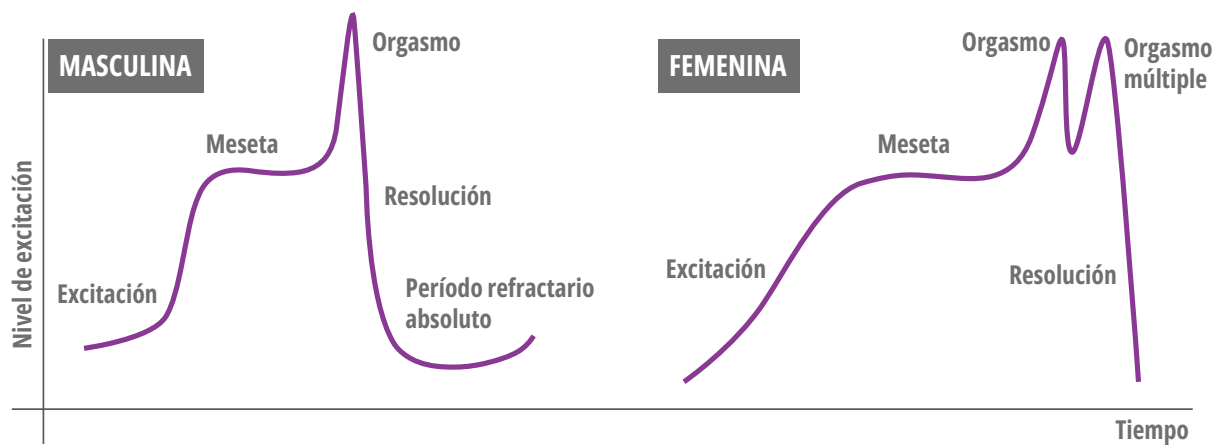 MASCULINA
Orgasmo
Meseta
Resolución
Excitación
Período refractario
absoluto
Nivel de excitación
FEMENINA
Orgasmo
Orgasmo
múltiple
Meseta
Excitación
Resolución
Tiempo